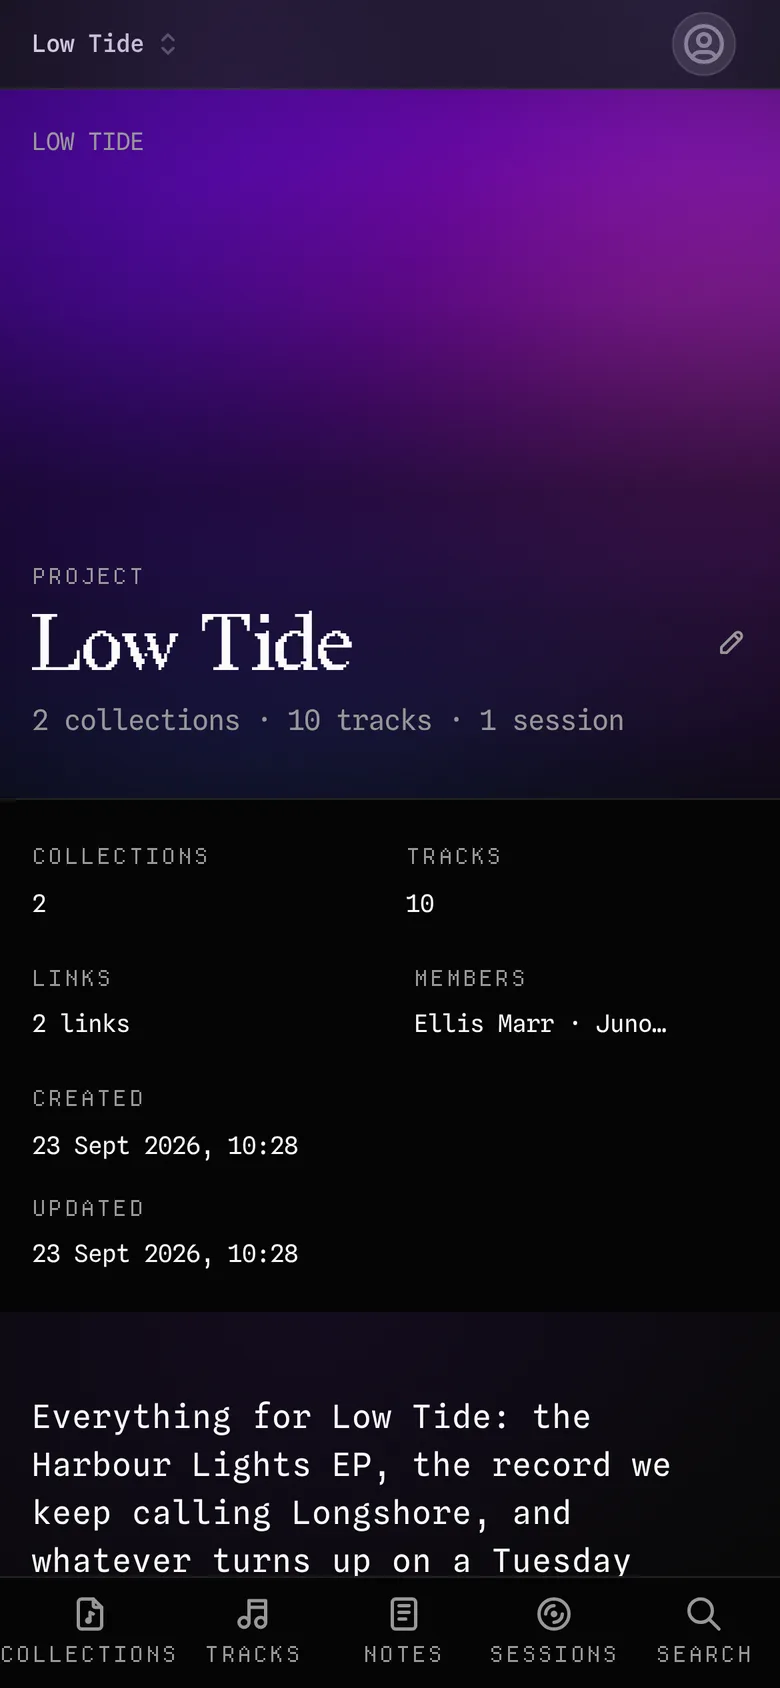 Low Tide
LOW TIDE
PROJECT
Low Tide
2 collections · 10 tracks · 1 session
COLLECTIONS
2
TRACKS
10
LINKS
2 links
MEMBERS
Ellis Marr · Juno…
CREATED
23 Sept 2026, 10:28
UPDATED
23 Sept 2026, 10:28
Everything for Low Tide: the
Harbour Lights EP, the record we
keep calling Longshore, and
whatever turns up on a Tuesday
COLLECTIONS
TRACKS
NOTES
SESSIONS
SEARCH